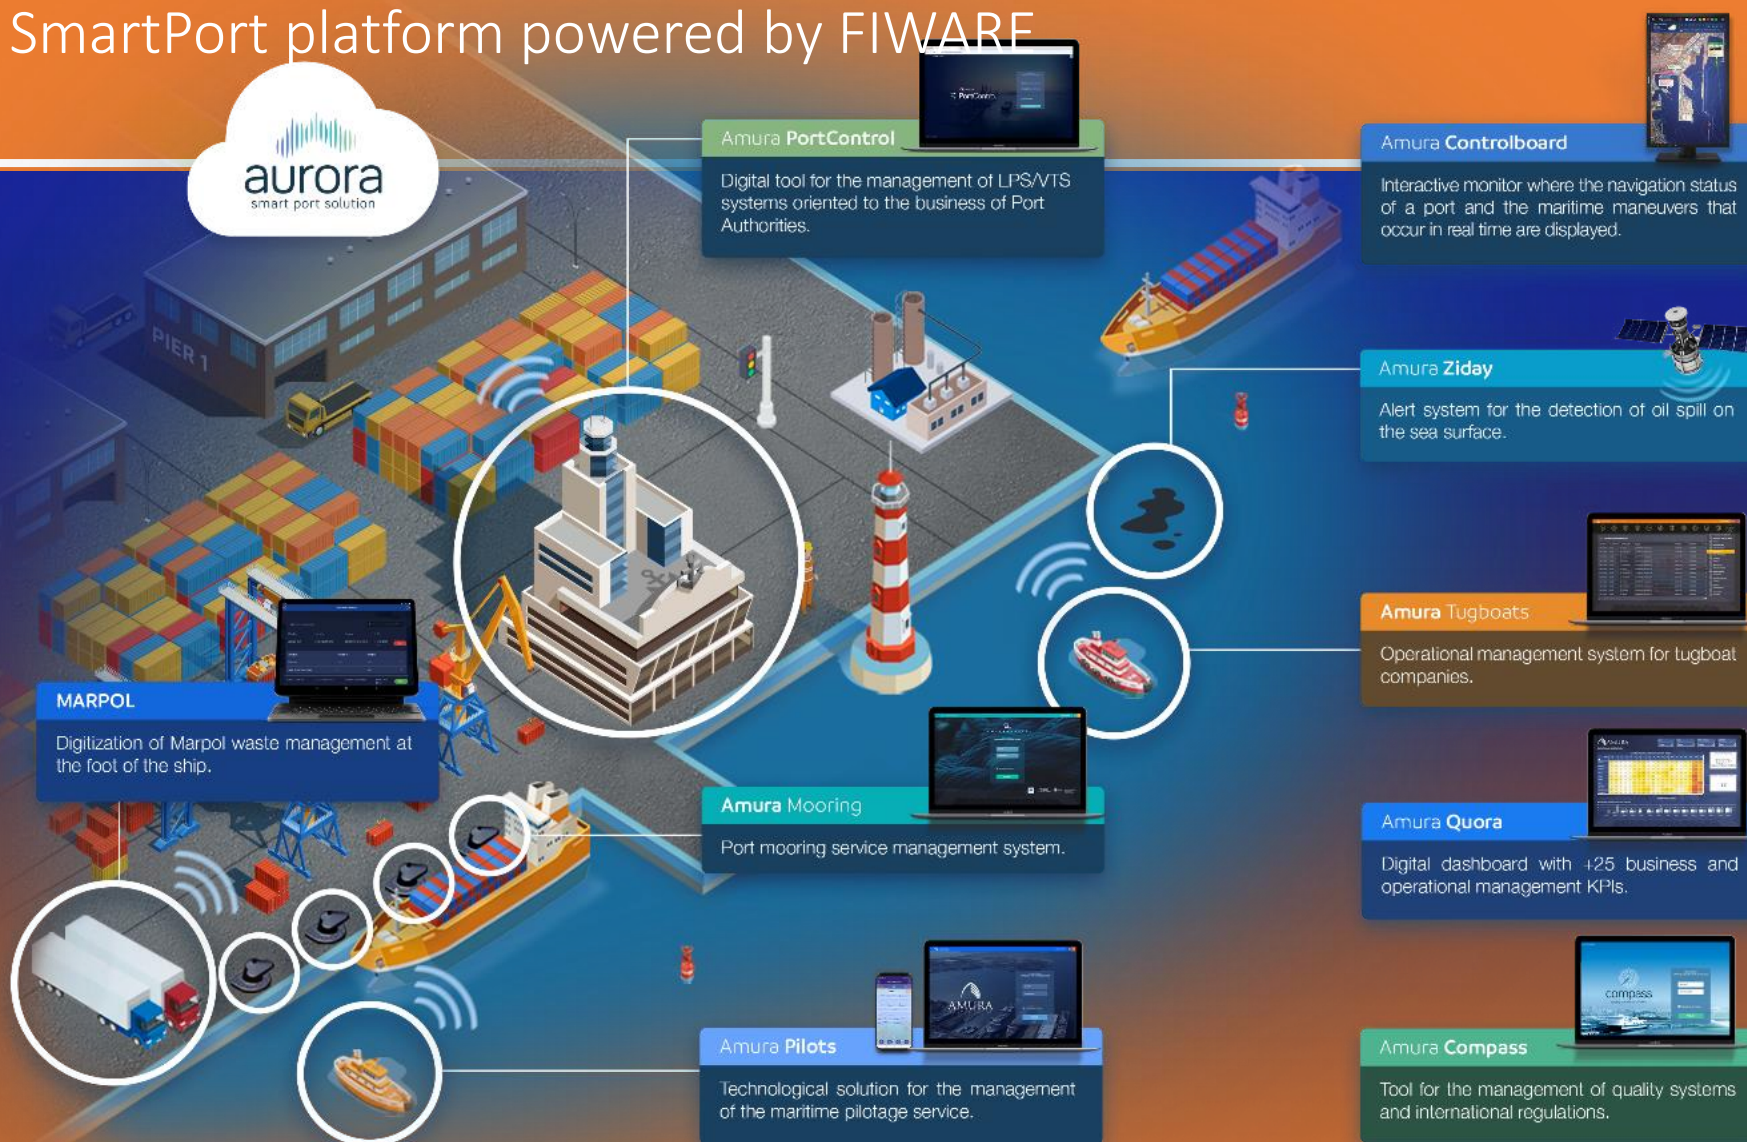 SmartPort platform powered by FIWARE
aurora
smart port solution
PIER 1
PortControl
Amura PortControl
Digital tool for the management of LPS/VTS
systems oriented to the business of Port
Authorities.
Amura Controlboard
Interactive monitor where the navigation status
of a port and the maritime maneuvers that
occur in real time are displayed.
Amura Ziday
Alert system for the detection of oil spill on
the sea surface.
Amura Tugboats
Operational management system for tugboat
companies.
MARPOL
Digitization of Marpol waste management at
the foot of the ship.
Amura Mooring
Port mooring service management system.
AMURA
Amura Quora
Digital dashboard with +25 business and
operational management KPIs.
AMURA
Amura Pilots
Technological solution for the management
of the maritime pilotage service.
compass
Amura Compass
Tool for the management of quality systems
and international regulations.